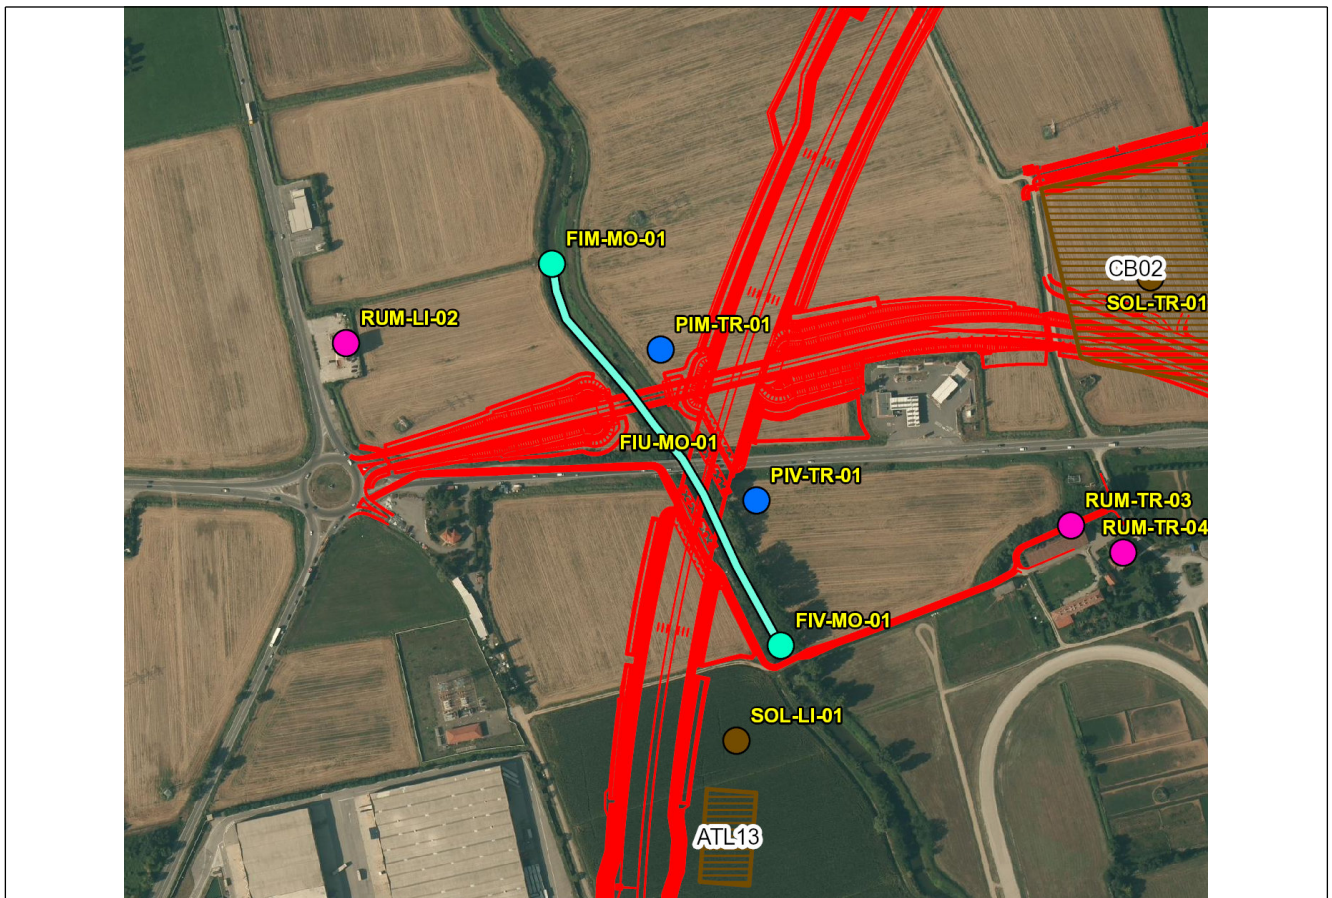 FIM-MO-01
CB02
SOL-TR-01
RUM-LI-02
PIM-TR-01
FIU-MO-01
PIV-TR-01
RUM-TR-03
RUM-TR-04
FIV-MO-01
SOL-LI-01
ATL13